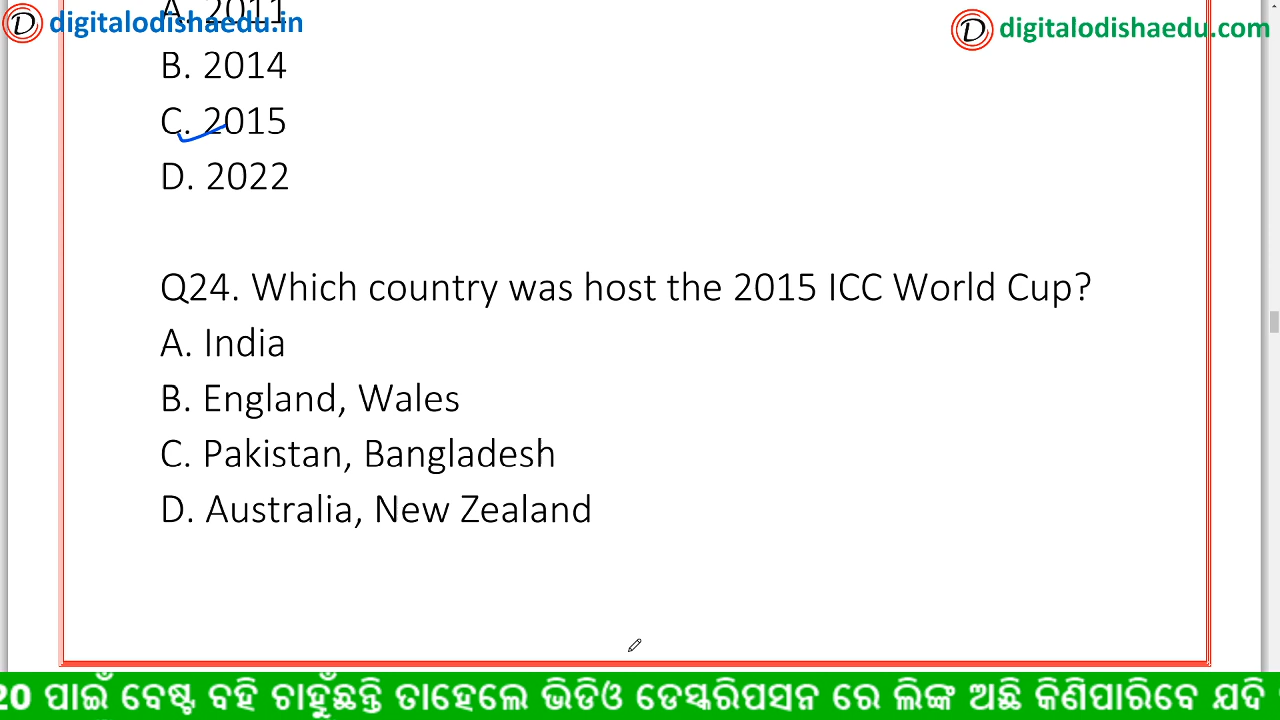 A. 2011
digitalodishaedu.in
digitalodishaedu.com
B. 2014
C. 2015
D. 2022
Q24. Which country was host the 2015 ICC World Cup?
A. India
B. England, Wales
C. Pakistan, Bangladesh
D. Australia, New Zealand
20 ପାଇଁ ବେଷ୍ଟ ବହି ଚାହୁଁଛନ୍ତି ତାହେଲେ ଭିଡିଓ ଡେସ୍କରିପସନ ରେ ଲିଙ୍କ ଅଛି କିଣିପାରିବେ ଯଦି